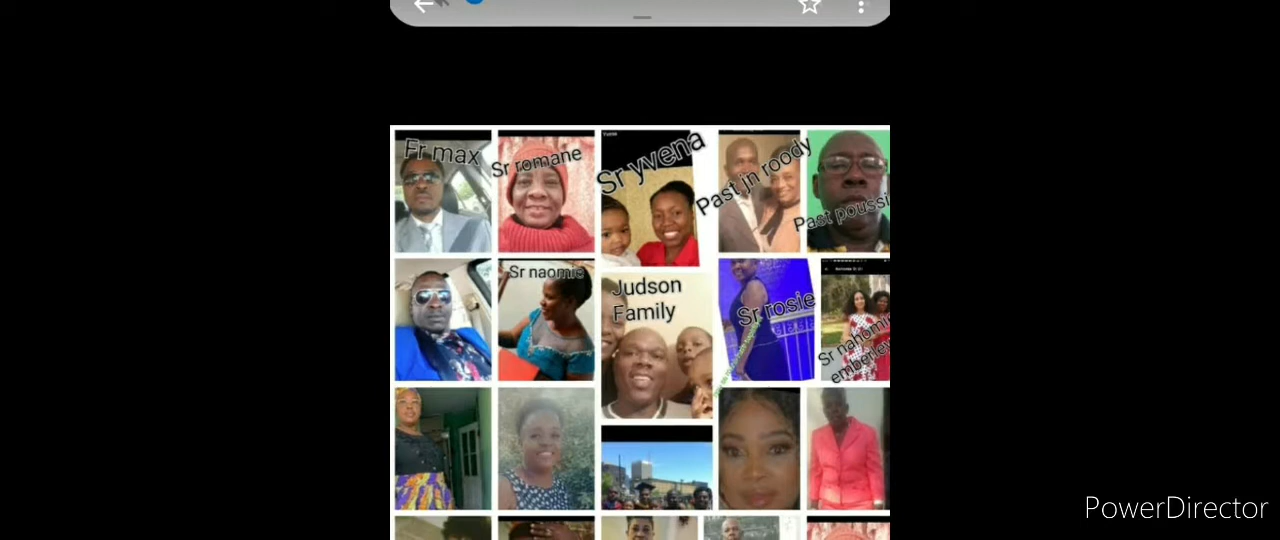 Fr max
Sr romane
Sr yvena
Past jn roody
Past poussi
Sr naomie
Judson
Family
Sr rosie
Sr nahomie
PowerDirector